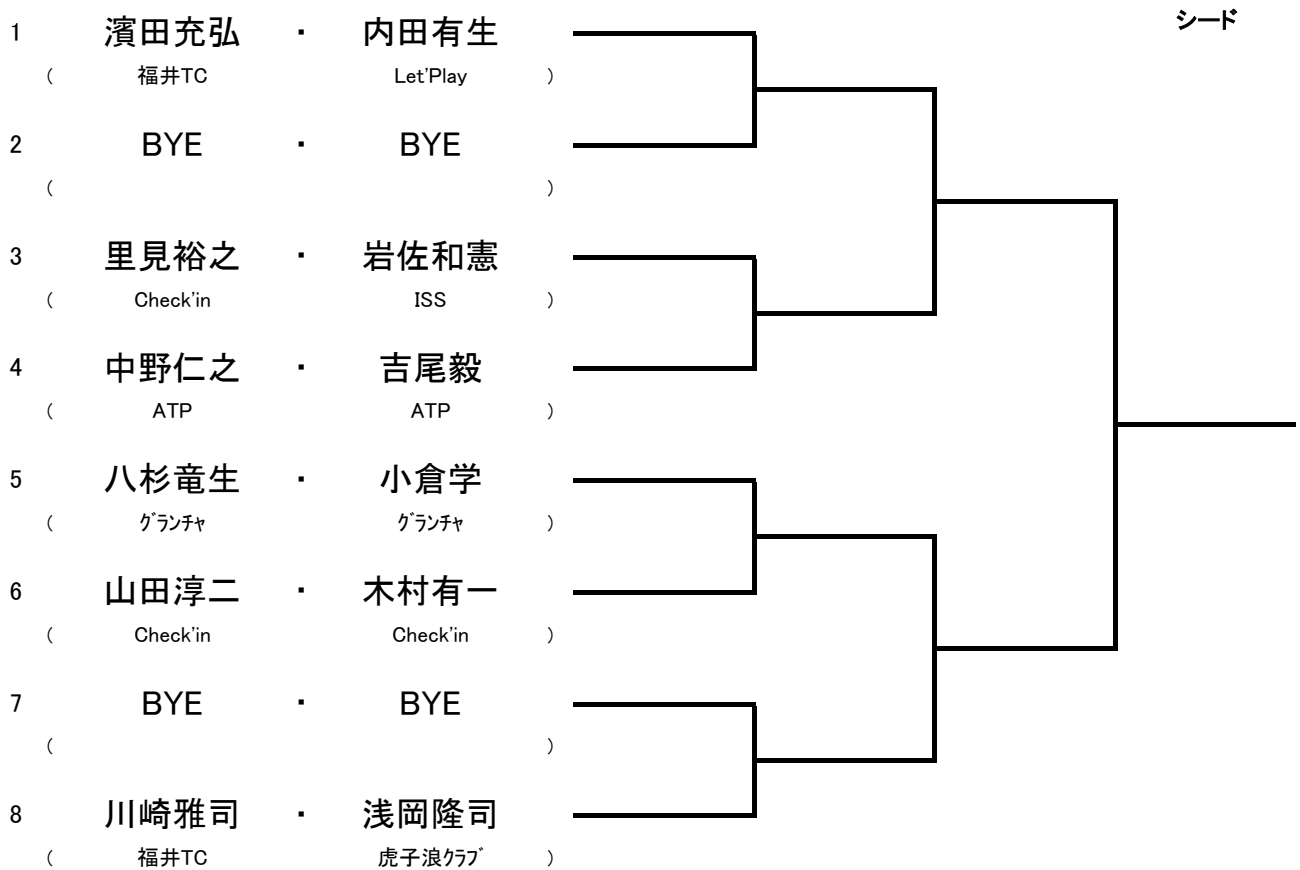 シード
1 濱田充弘 ・ 内田有生
( 福井TC Let'Play )
2 BYE ・ BYE
( )
3 里見裕之 ・ 岩佐和憲
( Check'in ISS )
4 中野仁之 ・ 吉尾毅
( ATP ATP )
5 八杉竜生 ・ 小倉学
( グランチャ グランチャ )
6 山田淳二 ・ 木村有一
( Check'in Check'in )
7 BYE ・ BYE
( )
8 川崎雅司 ・ 浅岡隆司
( 福井TC 虎子浪クラブ )